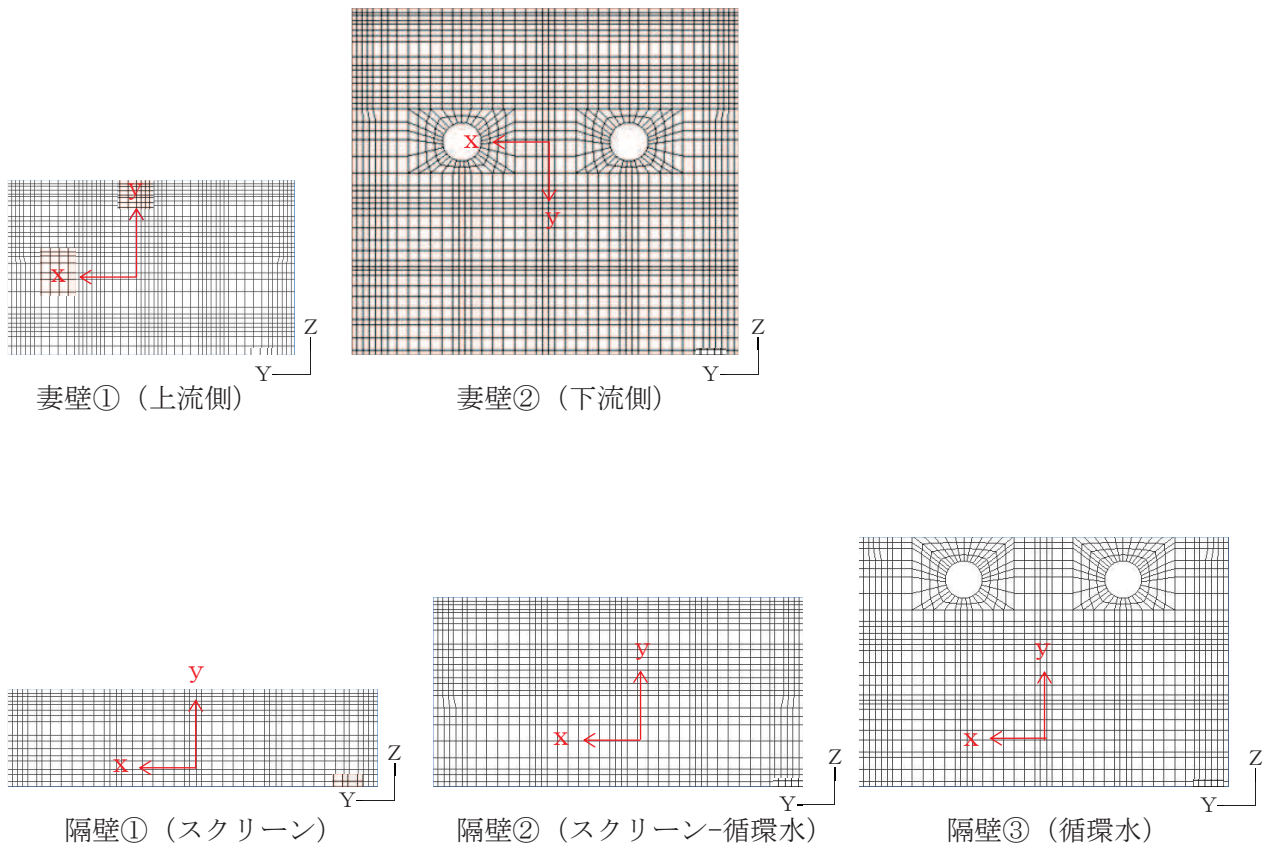 y
x
Z
Y
妻壁①（上流側）
x
y
Z
Y
妻壁②（下流側）
y
x
Z
Y
隔壁①（スクリーン）
y
x
Z
Y
隔壁②（スクリーン-循環水）
y
x
Z
Y
隔壁③（循環水）